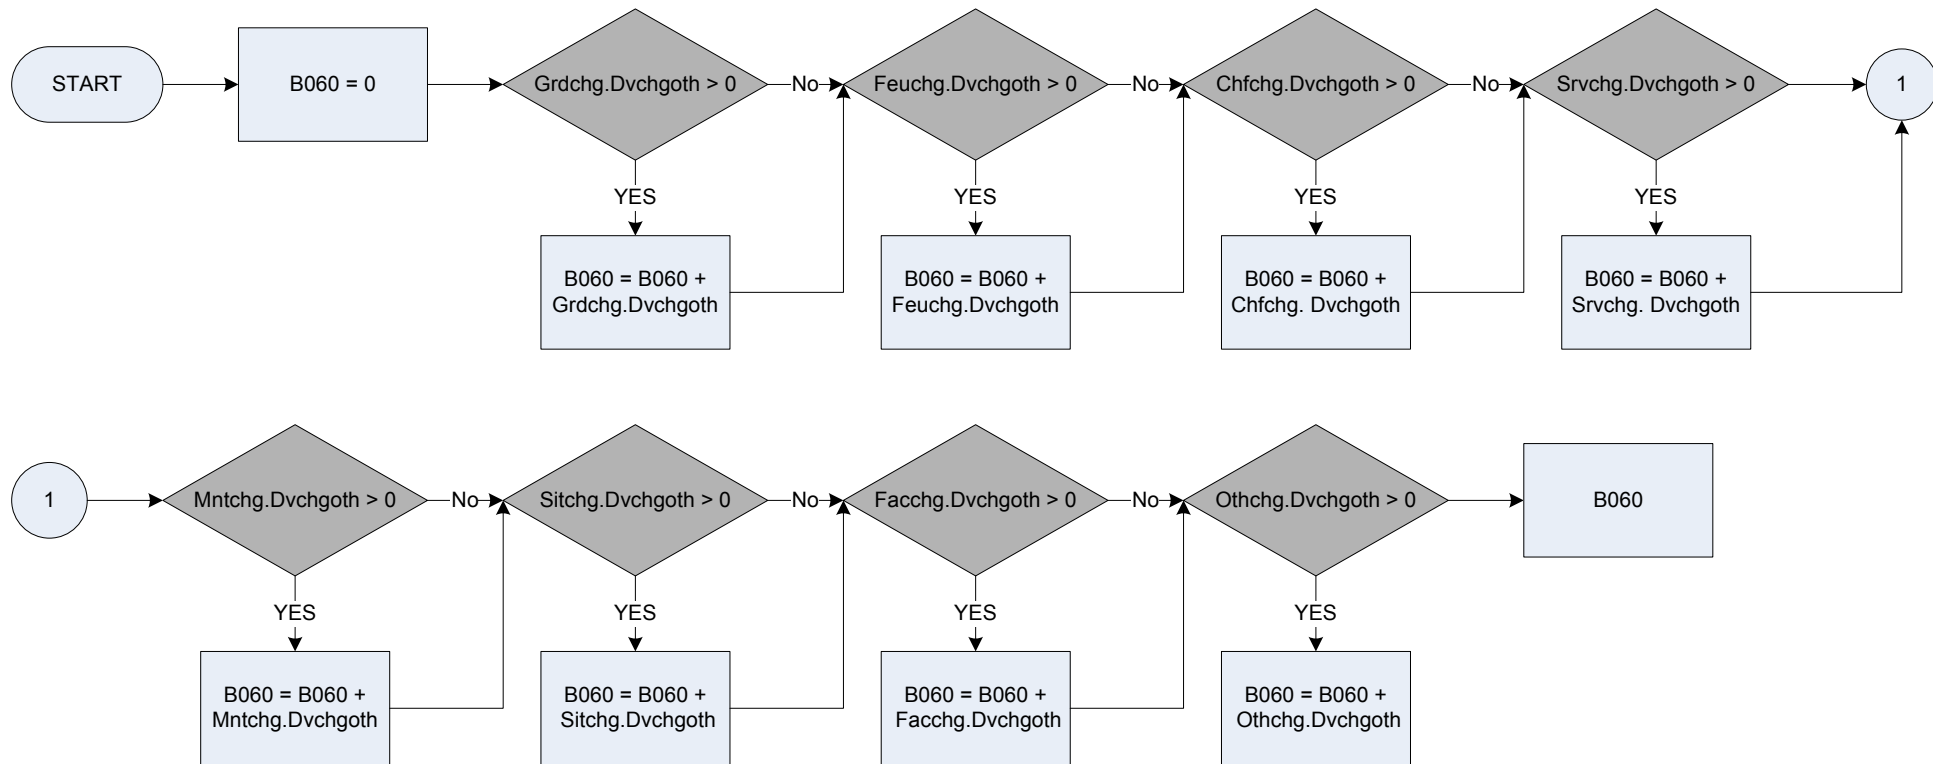 START
B060 = 0
Grdchg.Dvchgoth > 0
No
Feuchg.Dvchgoth > 0
No
Chfchg.Dvchgoth > 0
No
Srvchg.Dvchgoth > 0
1
YES
YES
YES
YES
B060 = B060 +
Grdchg.Dvchgoth
B060 = B060 +
Feuchg.Dvchgoth
B060 = B060 +
Chfchg. Dvchgoth
B060 = B060 +
Srvchg. Dvchgoth
1
Mntchg.Dvchgoth > 0
No
Sitchg.Dvchgoth > 0
No
Facchg.Dvchgoth > 0
No
Othchg.Dvchgoth > 0
B060
YES
YES
YES
YES
B060 = B060 +
Mntchg.Dvchgoth
B060 = B060 +
Sitchg.Dvchgoth
B060 = B060 +
Facchg.Dvchgoth
B060 = B060 +
Othchg.Dvchgoth